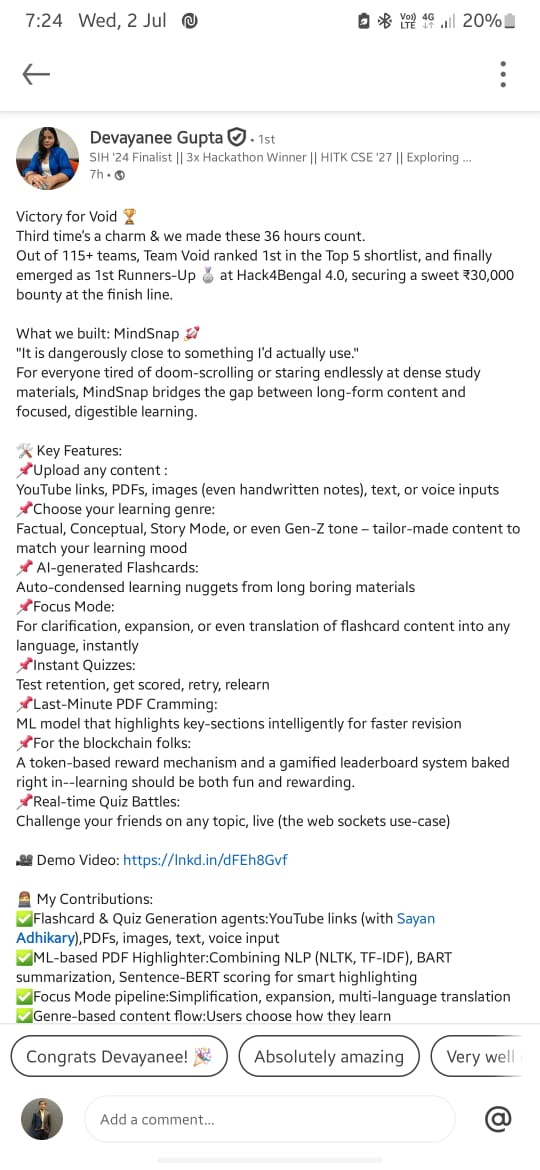 7:24 Wed, 2 Jul
Vo)) LTE 4G 20%
Devayanee Gupta • 1st
SIH '24 Finalist || 3x Hackathon Winner || HITK CSE '27 || Exploring ...
7h •
Victory for Void 🏆
Third time's a charm & we made these 36 hours count.
Out of 115+ teams, Team Void ranked 1st in the Top 5 shortlist, and finally
emerged as 1st Runners-Up 🥈 at Hack4Bengal 4.0, securing a sweet ₹30,000
bounty at the finish line.
What we built: MindSnap 🚀
"It is dangerously close to something I'd actually use."
For everyone tired of doom-scrolling or staring endlessly at dense study
materials, MindSnap bridges the gap between long-form content and
focused, digestible learning.
🛠 Key Features:
📌Upload any content :
YouTube links, PDFs, images (even handwritten notes), text, or voice inputs
📌Choose your learning genre:
Factual, Conceptual, Story Mode, or even Gen-Z tone – tailor-made content to
match your learning mood
📌 AI-generated Flashcards:
Auto-condensed learning nuggets from long boring materials
📌Focus Mode:
For clarification, expansion, or even translation of flashcard content into any
language, instantly
📌Instant Quizzes:
Test retention, get scored, retry, relearn
📌Last-Minute PDF Cramming:
ML model that highlights key-sections intelligently for faster revision
📌For the blockchain folks:
A token-based reward mechanism and a gamified leaderboard system baked
right in--learning should be both fun and rewarding.
📌Real-time Quiz Battles:
Challenge your friends on any topic, live (the web sockets use-case)
🎥 Demo Video: https://lnkd.in/dFEh8Gvf
🙇‍♀️ My Contributions:
✅Flashcard & Quiz Generation agents:YouTube links (with Sayan
Adhikary),PDFs, images, text, voice input
✅ML-based PDF Highlighter:Combining NLP (NLTK, TF-IDF), BART
summarization, Sentence-BERT scoring for smart highlighting
✅Focus Mode pipeline:Simplification, expansion, multi-language translation
✅Genre-based content flow:Users choose how they learn
Congrats Devayanee! 🎉 Absolutely amazing Very well
Add a comment... @